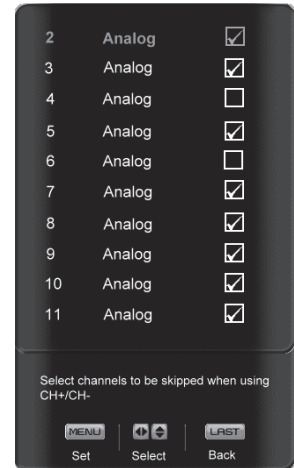 2 Analog
3 Analog
4 Analog
5 Analog
6 Analog
7 Analog
8 Analog
9 Analog
10 Analog
11 Analog
Select channels to be skipped when using
CH+/CH-
MENU LAST
Set Select Back